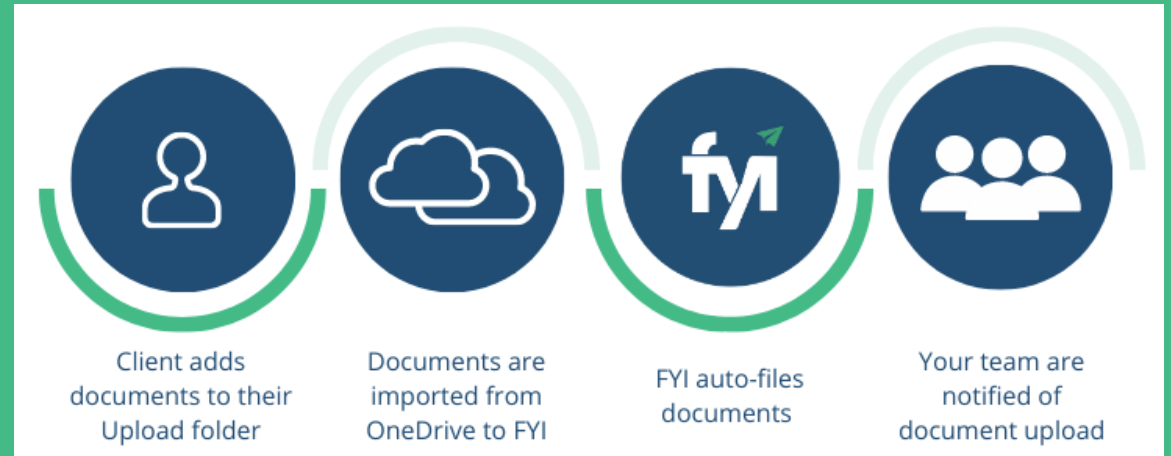 fyi
Client adds
documents to their
Upload folder
Documents are
imported from
OneDrive to FYI
FYI auto-files
documents
Your team are
notified of
document upload